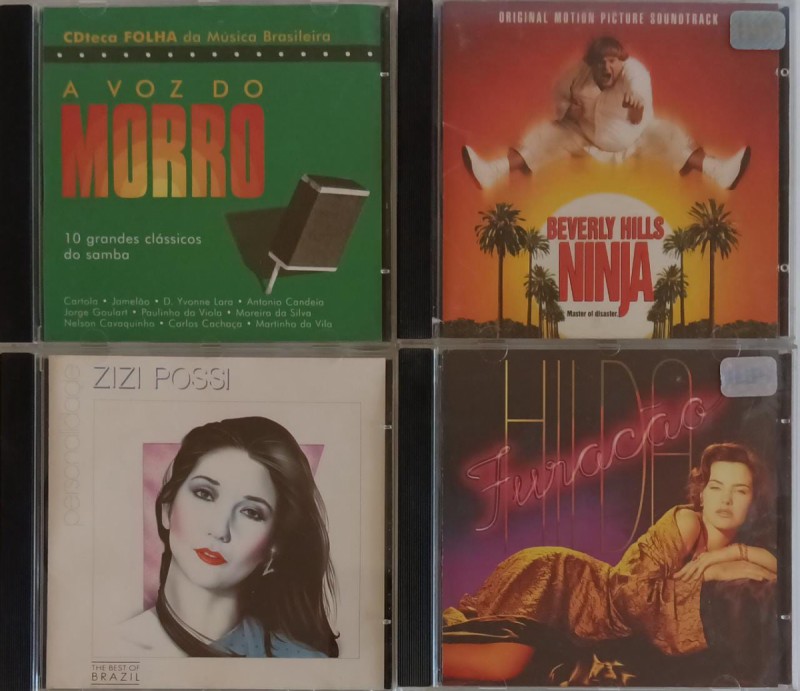 CDteca FOLHA da Música Brasileira
A VOZ DO
MORRO
10 grandes clássicos
do samba
Cartola • Jamelão • D. Yvonne Lara • Antonio Candeia
Jorge Goulart • Paulinho da Viola • Moreira da Silva
Nelson Cavaquinho • Carlos Cachaça • Martinho da Vila
ORIGINAL MOTION PICTURE SOUNDTRACK
BEVERLY HILLS
NINJA
Master of disaster.
ZIZI POSSI
personalidade
THE BEST OF
BRAZIL
HILDA
Furacão